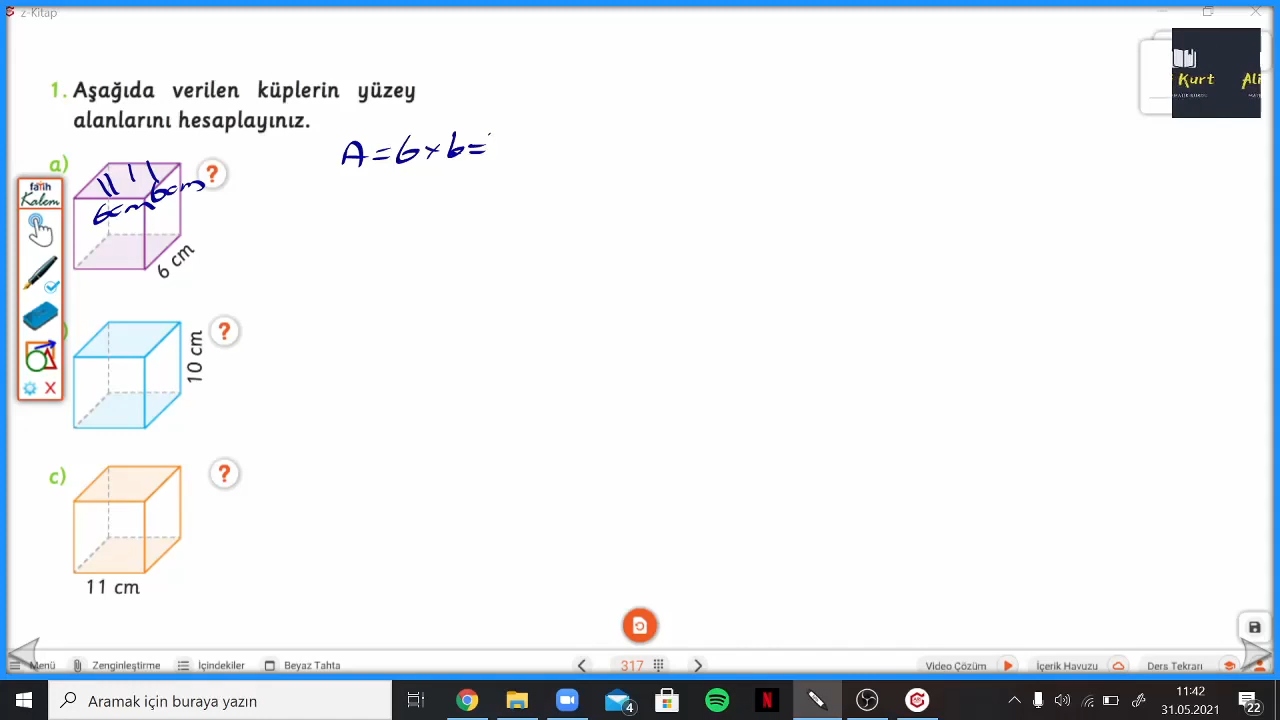 z-Kitap
Kurt
Ali
1. Aşağıda verilen küplerin yüzey
alanlarını hesaplayınız.
A = 6 × 6 =
a)
?
6cm
6cm
6 cm
fatih
Kalem
)
?
10 cm
c)
?
11 cm
Menü
Zenginleştirme
İçindekiler
Beyaz Tahta
317
Video Çözüm
İçerik Havuzu
Ders Tekrarı
Aramak için buraya yazın
4
N
11:42
31.05.2021
22